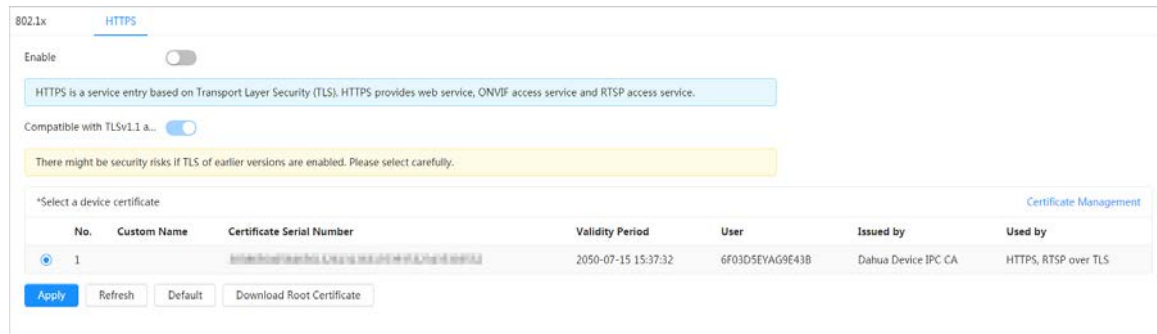 802.1x HTTPS
Enable
HTTPS is a service entry based on Transport Layer Security (TLS). HTTPS provides web service, ONVIF access service and RTSP access service.
Compatible with TLSv1.1 a...
There might be security risks if TLS of earlier versions are enabled. Please select carefully.
*Select a device certificate Certificate Management
No. Custom Name Certificate Serial Number Validity Period User Issued by Used by
1 2050-07-15 15:37:32 6F03D5EYAG9E43B Dahua Device IPC CA HTTPS, RTSP over TLS
Apply Refresh Default Download Root Certificate